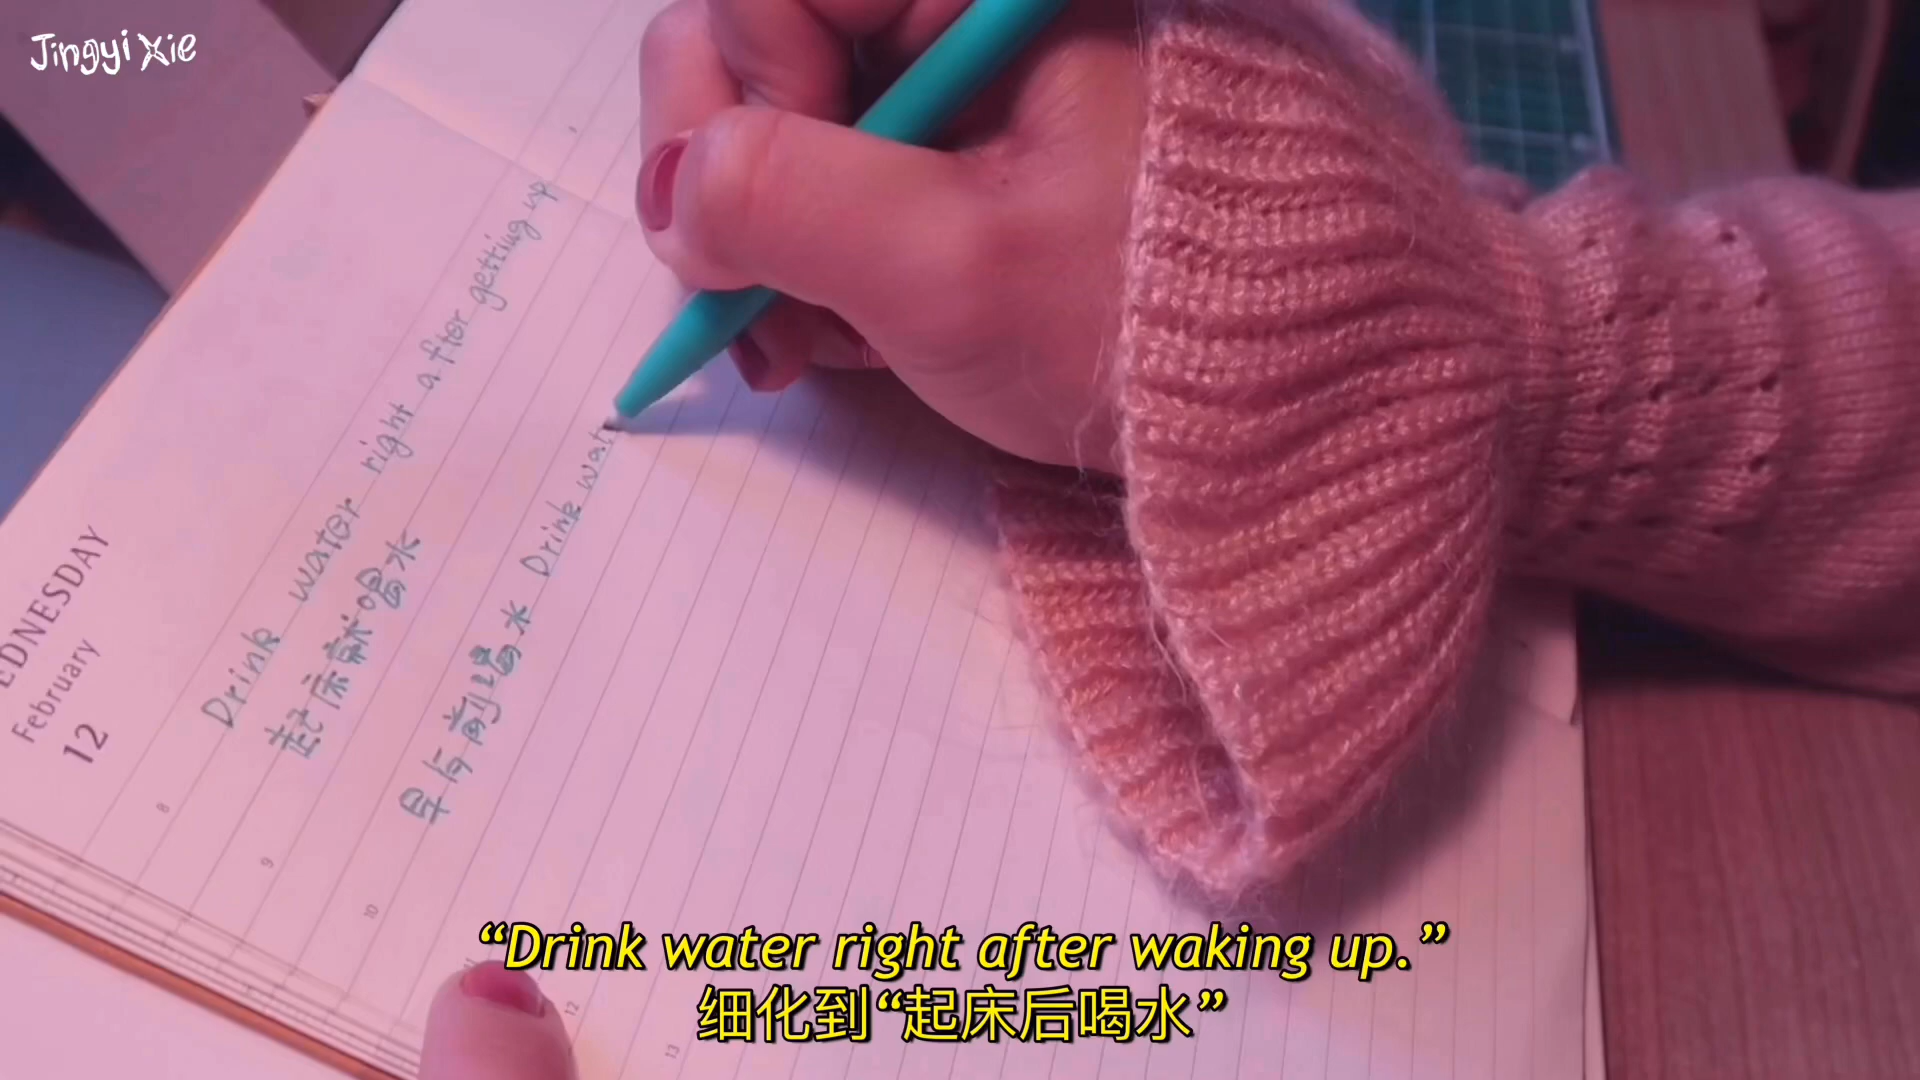 Jingyi Xie
EDNESDAY
February
12
Drink water right after getting up
起床就喝水
早午前喝水 Drink wat
8
9
10
12
13
“Drink water right after waking up.”
细化到“起床后喝水”